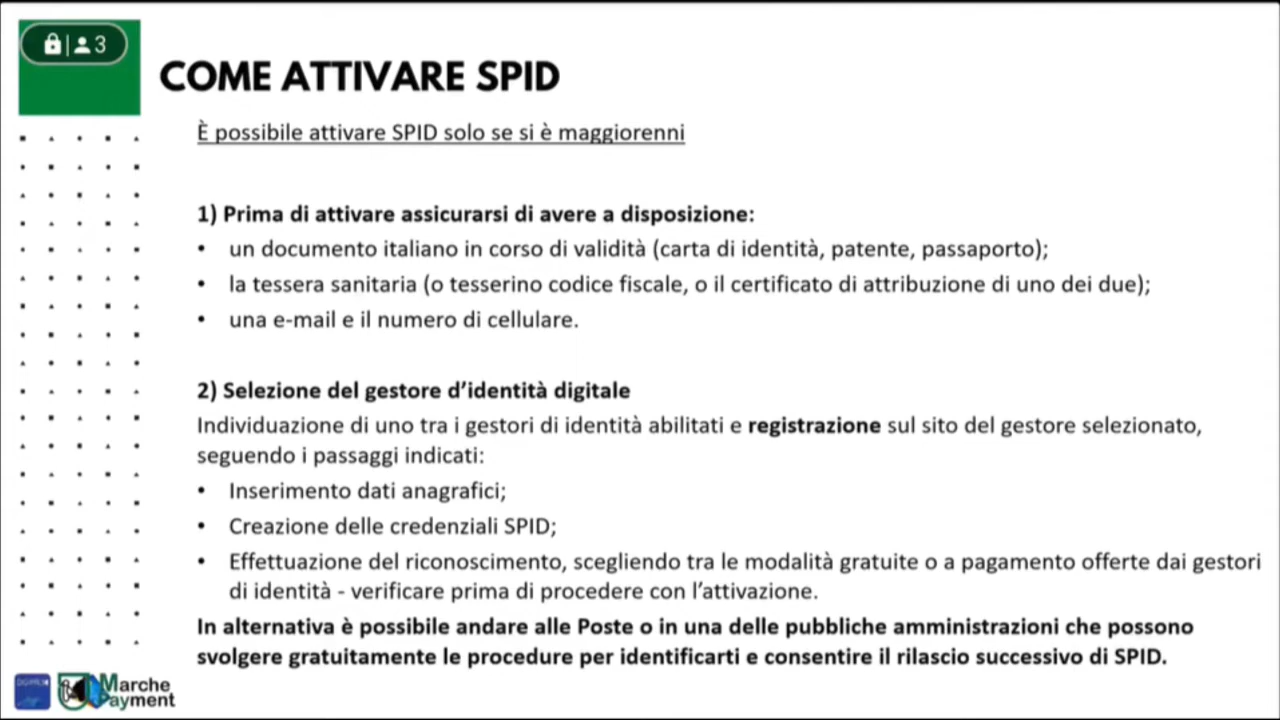 3
COME ATTIVARE SPID
È possibile attivare SPID solo se si è maggiorenni
1) Prima di attivare assicurarsi di avere a disposizione:
• un documento italiano in corso di validità (carta di identità, patente, passaporto);
• la tessera sanitaria (o tesserino codice fiscale, o il certificato di attribuzione di uno dei due);
• una e-mail e il numero di cellulare.
2) Selezione del gestore d’identità digitale
Individuazione di uno tra i gestori di identità abilitati e registrazione sul sito del gestore selezionato,
seguendo i passaggi indicati:
• Inserimento dati anagrafici;
• Creazione delle credenziali SPID;
• Effettuazione del riconoscimento, scegliendo tra le modalità gratuite o a pagamento offerte dai gestori
di identità - verificare prima di procedere con l’attivazione.
In alternativa è possibile andare alle Poste o in una delle pubbliche amministrazioni che possono
svolgere gratuitamente le procedure per identificarti e consentire il rilascio successivo di SPID.
Marche
Payment